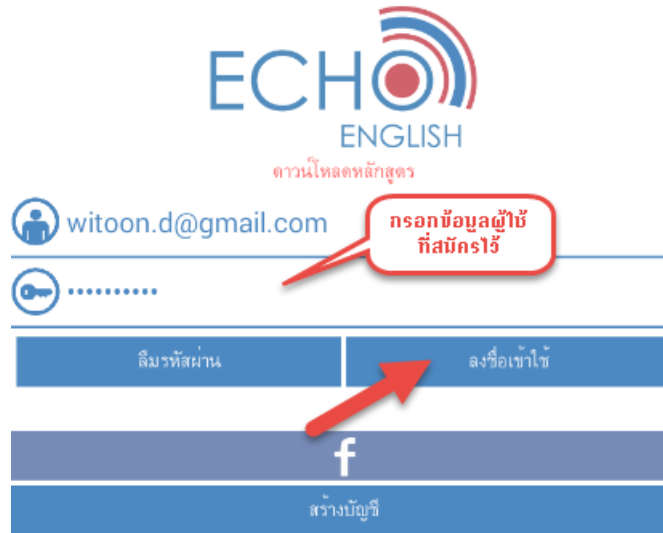 ECHO
ENGLISH
ดาวน์โหลดหลักสูตร
witoon.d@gmail.com
กรอกข้อมูลผู้ใช้
ที่สมัครไว้
••••••••••
ลืมรหัสผ่าน
ลงชื่อเข้าใช้
f
สร้างบัญชี